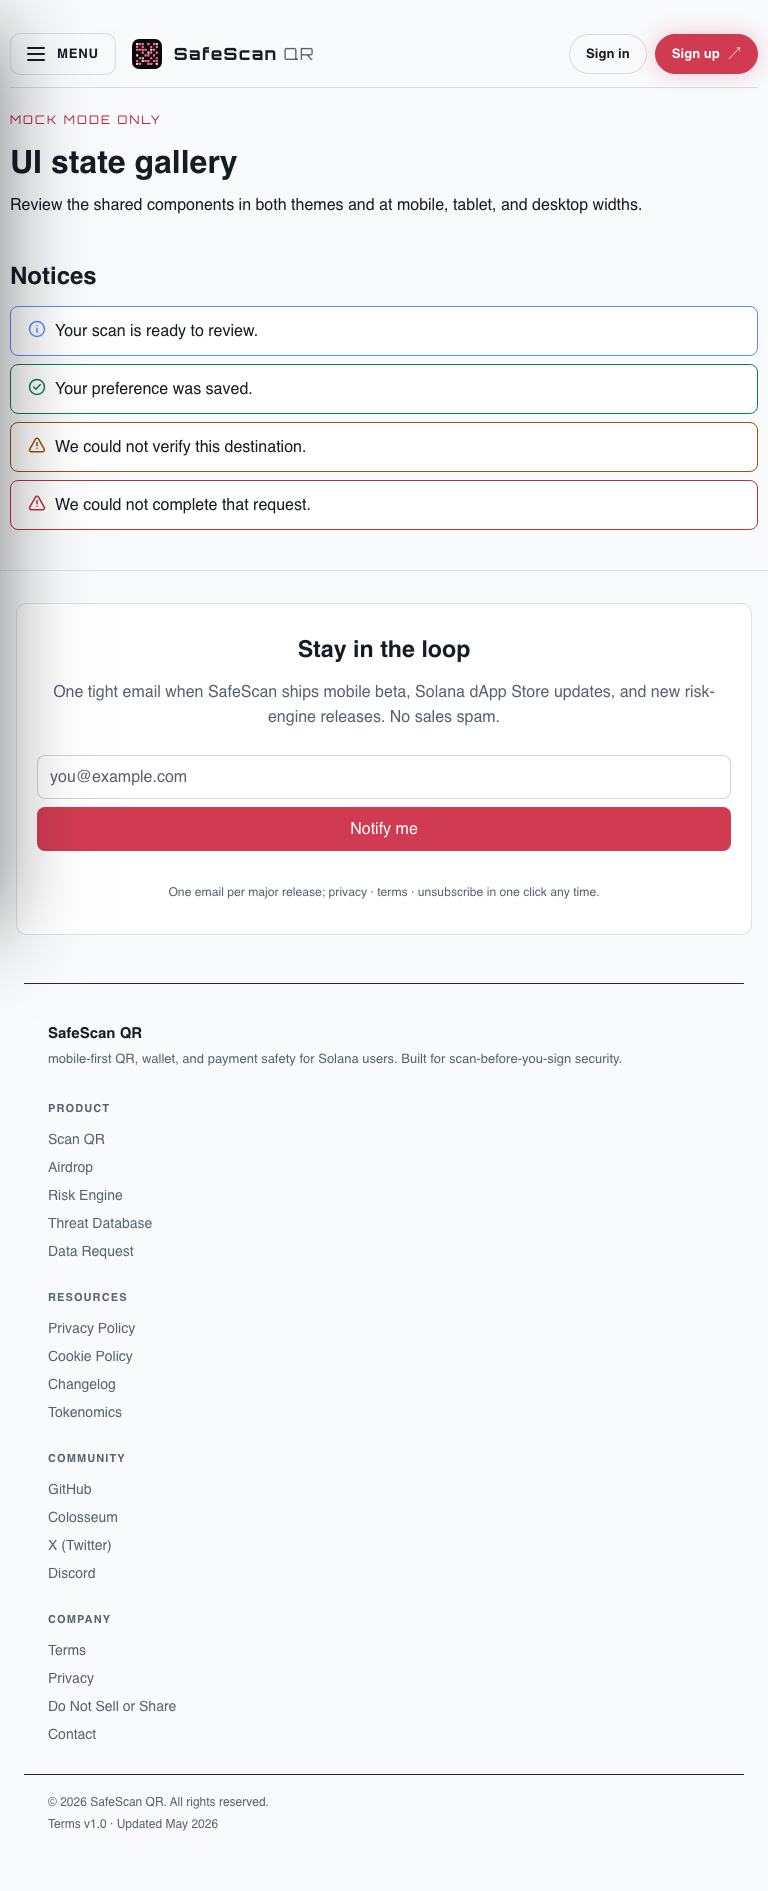 MENU
SafeScan QR
Sign in
Sign up
MOCK MODE ONLY
UI state gallery
Review the shared components in both themes and at mobile, tablet, and desktop widths.
Notices
Your scan is ready to review.
Your preference was saved.
We could not verify this destination.
We could not complete that request.
Stay in the loop
One tight email when SafeScan ships mobile beta, Solana dApp Store updates, and new risk-
engine releases. No sales spam.
you@example.com
Notify me
One email per major release; privacy · terms · unsubscribe in one click any time.
SafeScan QR
mobile-first QR, wallet, and payment safety for Solana users. Built for scan-before-you-sign security.
PRODUCT
Scan QR
Airdrop
Risk Engine
Threat Database
Data Request
RESOURCES
Privacy Policy
Cookie Policy
Changelog
Tokenomics
COMMUNITY
GitHub
Colosseum
X (Twitter)
Discord
COMPANY
Terms
Privacy
Do Not Sell or Share
Contact
© 2026 SafeScan QR. All rights reserved.
Terms v1.0 · Updated May 2026